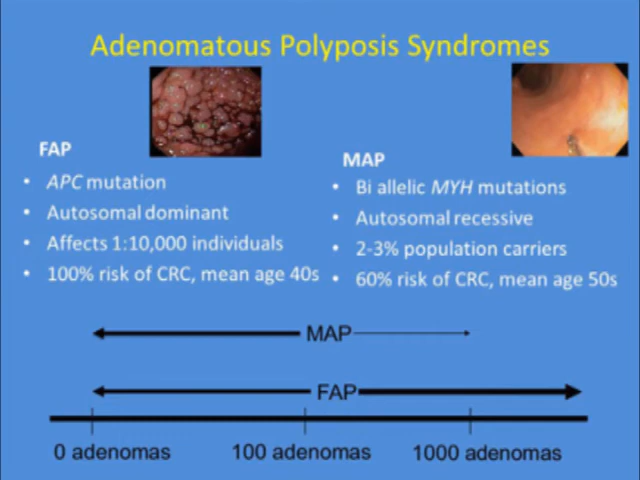 Adenomatous Polyposis Syndromes
FAP
• APC mutation
• Autosomal dominant
• Affects 1:10,000 individuals
• 100% risk of CRC, mean age 40s
MAP
• Bi allelic MYH mutations
• Autosomal recessive
• 2-3% population carriers
• 60% risk of CRC, mean age 50s
MAP
FAP
0 adenomas
100 adenomas
1000 adenomas